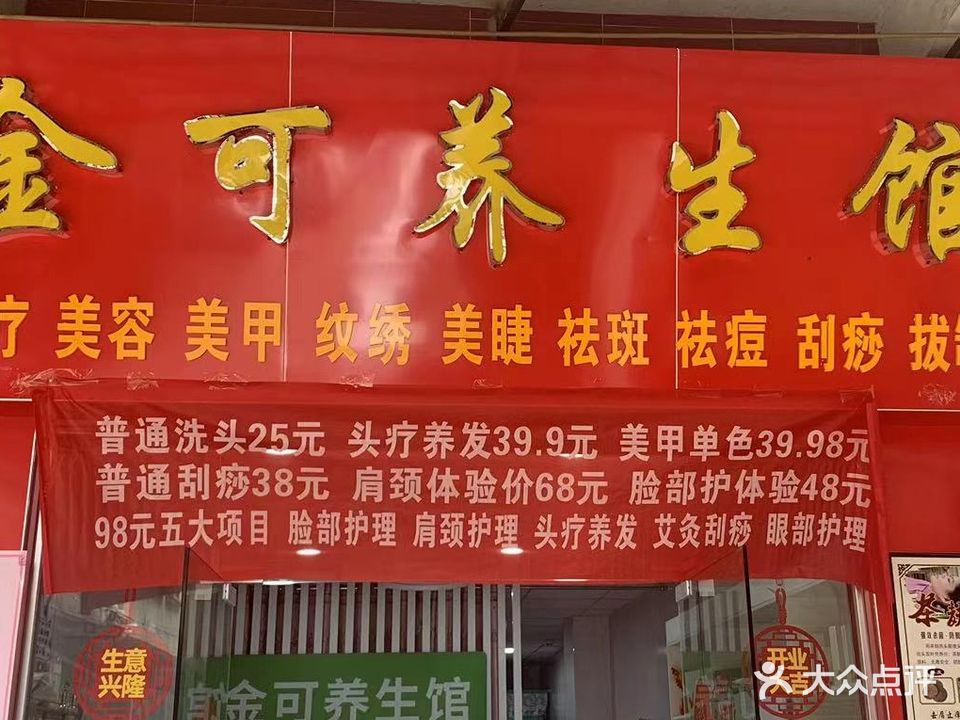 金可养生馆
疗 美容 美甲 纹绣 美睫 祛斑 祛痘 刮痧 拔
普通洗头25元 头疗养发39.9元 美甲单色39.98元
普通刮痧38元 肩颈体验价68元 脸部护体验48元
98元五大项目 脸部护理 肩颈护理 头疗养发 艾灸刮痧 眼部护理
生意
兴隆
金可养生馆
开业
大众点评